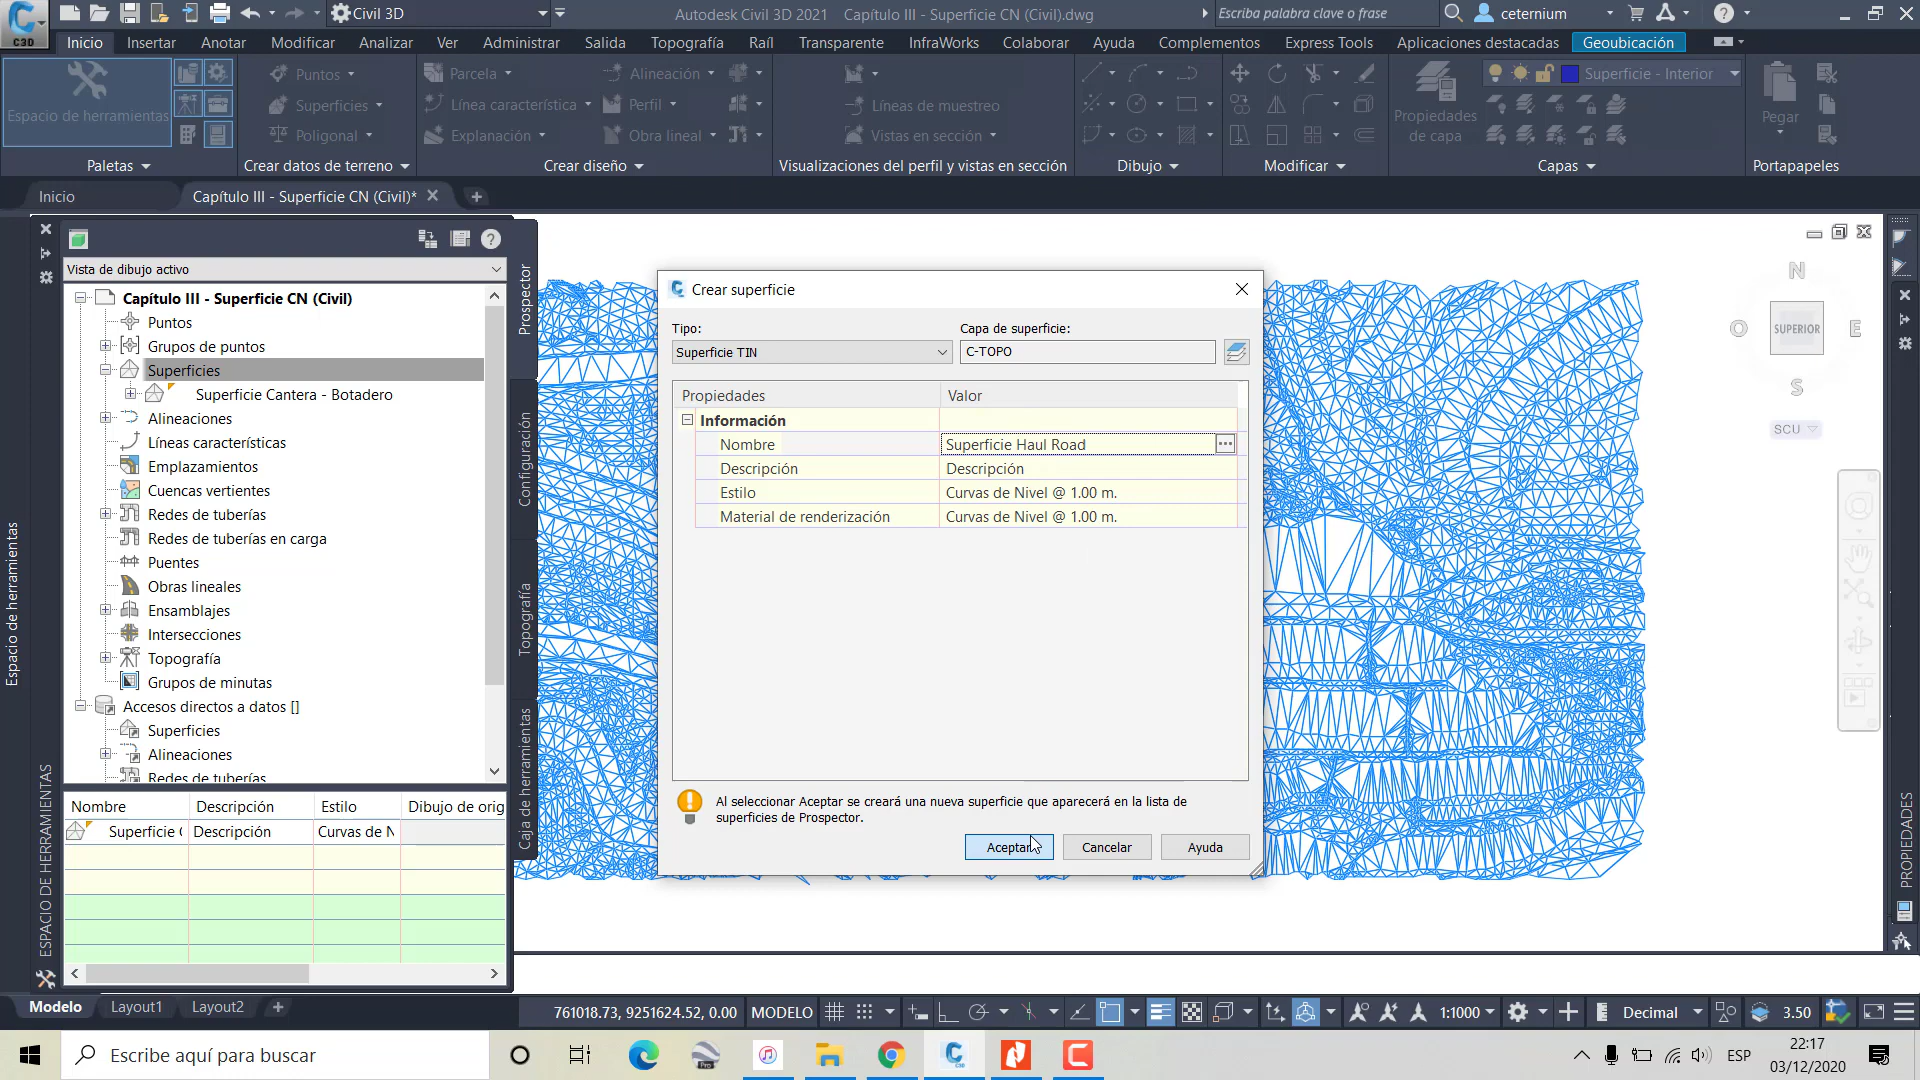 Civil 3D
Autodesk Civil 3D 2021
Capítulo III - Superficie CN (Civil).dwg
Escriba palabra clave o frase
ceternium
C3D
Inicio
Insertar
Anotar
Modificar
Analizar
Ver
Administrar
Salida
Topografía
Raíl
Transparente
InfraWorks
Colaborar
Ayuda
Complementos
Express Tools
Aplicaciones destacadas
Geoubicación
Espacio de herramientas
Paletas
Puntos
Superficies
Poligonal
Crear datos de terreno
Parcela
Línea característica
Explanación
Alineación
Perfil
Obra lineal
Crear diseño
Líneas de muestreo
Vistas en sección
Visualizaciones del perfil y vistas en sección
Dibujo
Modificar
Propiedades
de capa
Superficie - Interior
Capas
Pegar
Portapapeles
Inicio
Capítulo III - Superficie CN (Civil)*
Vista de dibujo activo
Capítulo III - Superficie CN (Civil)
Puntos
Grupos de puntos
Superficies
Superficie Cantera - Botadero
Alineaciones
Líneas características
Emplazamientos
Cuencas vertientes
Redes de tuberías
Redes de tuberías en carga
Puentes
Obras lineales
Ensamblajes
Intersecciones
Topografía
Grupos de minutas
Accesos directos a datos []
Superficies
Alineaciones
Redes de tuberías
Nombre Descripción Estilo Dibujo de orig
Superficie ( Descripción Curvas de N
Prospector
Configuración
Topografía
Caja de herramientas
Espacio de herramientas
ESPACIO DE HERRAMIENTAS
Crear superficie
Tipo:
Capa de superficie:
Superficie TIN
C-TOPO
Propiedades Valor
Información
Nombre Superficie Haul Road
Descripción Descripción
Estilo Curvas de Nivel @ 1.00 m.
Material de renderización Curvas de Nivel @ 1.00 m.
Al seleccionar Aceptar se creará una nueva superficie que aparecerá en la lista de
superficies de Prospector.
Aceptar
Cancelar
Ayuda
N
O
SUPERIOR
E
S
SCU
PROPIEDADES
Modelo
Layout1
Layout2
761018.73, 9251624.52, 0.00
MODELO
1:1000
Decimal
3.50
Escribe aquí para buscar
Pro
C3D
ESP
22:17
03/12/2020